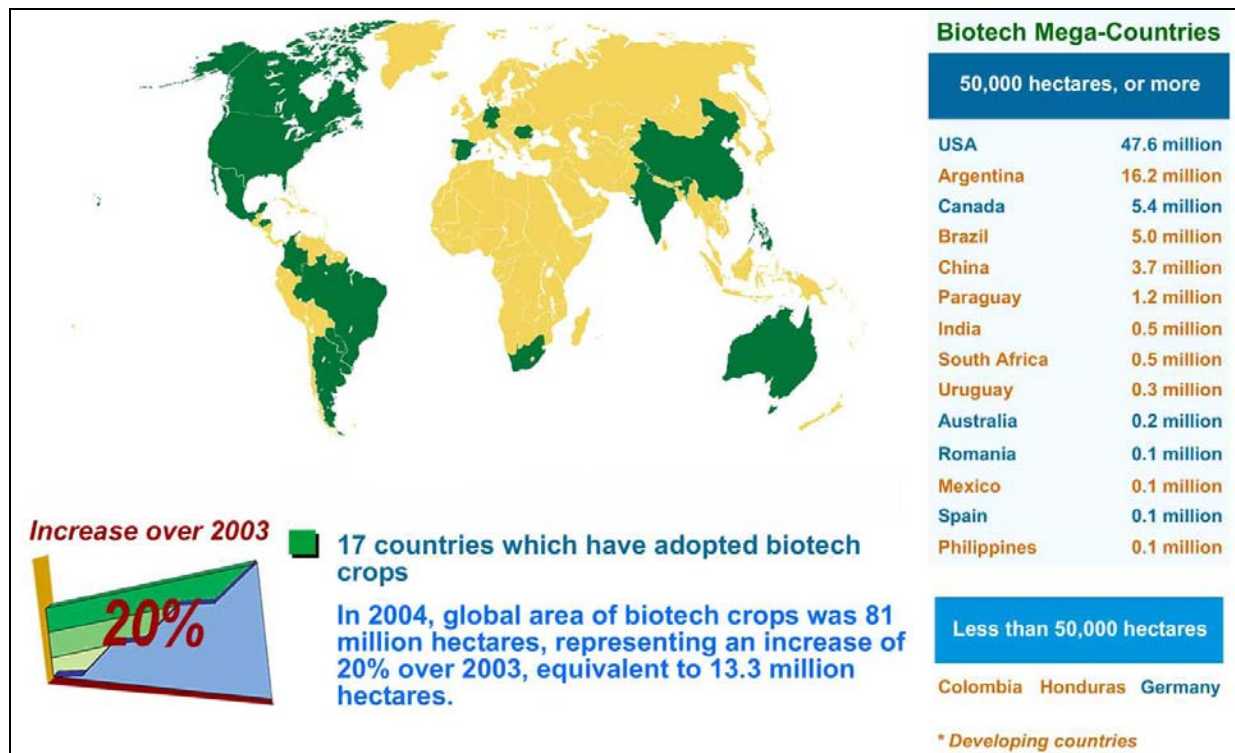 Biotech Mega-Countries
50,000 hectares, or more
USA 47.6 million
Argentina 16.2 million
Canada 5.4 million
Brazil 5.0 million
China 3.7 million
Paraguay 1.2 million
India 0.5 million
South Africa 0.5 million
Uruguay 0.3 million
Australia 0.2 million
Romania 0.1 million
Mexico 0.1 million
Spain 0.1 million
Philippines 0.1 million
Less than 50,000 hectares
Colombia Honduras Germany
* Developing countries
Increase over 2003
20%
17 countries which have adopted biotech
crops
In 2004, global area of biotech crops was 81
million hectares, representing an increase of
20% over 2003, equivalent to 13.3 million
hectares.